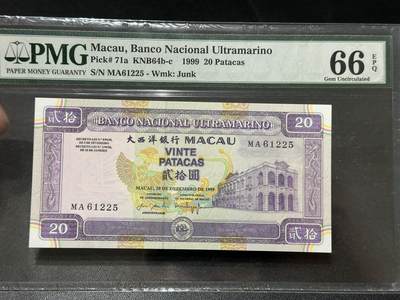 PMG
PAPER MONEY GUARANTY
Macau, Banco Nacional Ultramarino
Pick# 71a KNB64b-c 1999 20 Patacas
S/N MA61225 - Wmk: Junk
66 EPQ
Gem Uncirculated
BANCO NACIONAL ULTRAMARINO
20
貳拾
大西洋銀行 MACAU
MA 61225
VINTE
PATACAS
貳拾圓
MACAU, 20 DE DEZEMBRO DE 1999
MA 61225
20
貳拾